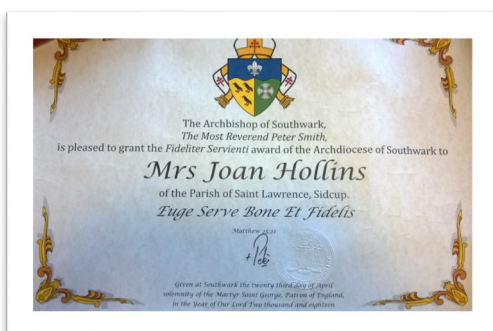 The Archbishop of Southwark,
The Most Reverend Peter Smith,
is pleased to grant the Fideliter Servienti award of the Archdiocese of Southwark to
Mrs Joan Hollins
of the Parish of Saint Lawrence, Sidcup.
Euge Serve Bone Et Fidelis
Matthew 25:21
Given at Southwark the twenty third day of April
solemnity of the Martyr Saint George, Patron of England,
in the Year of Our Lord Two thousand and eighteen